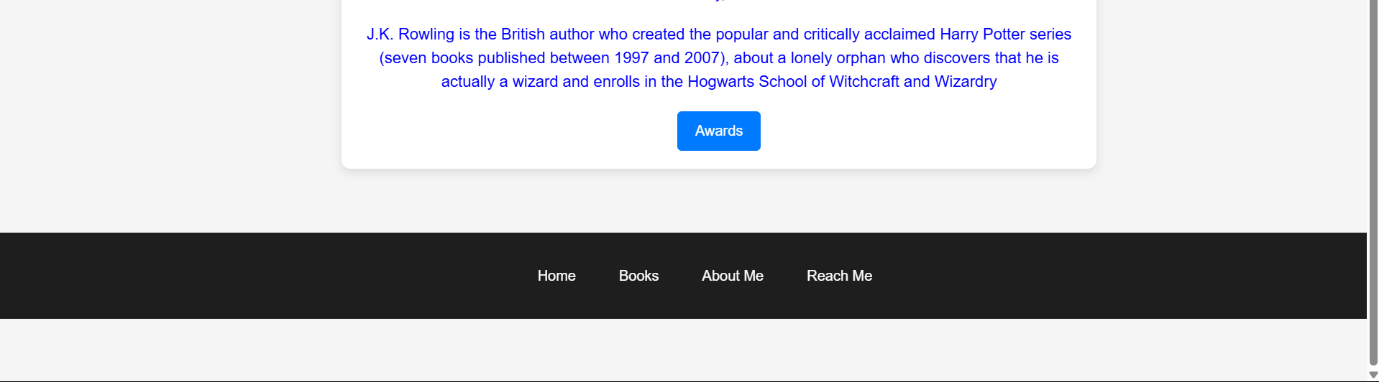 J.K. Rowling is the British author who created the popular and critically acclaimed Harry Potter series
(seven books published between 1997 and 2007), about a lonely orphan who discovers that he is
actually a wizard and enrolls in the Hogwarts School of Witchcraft and Wizardry
Awards
Home Books About Me Reach Me